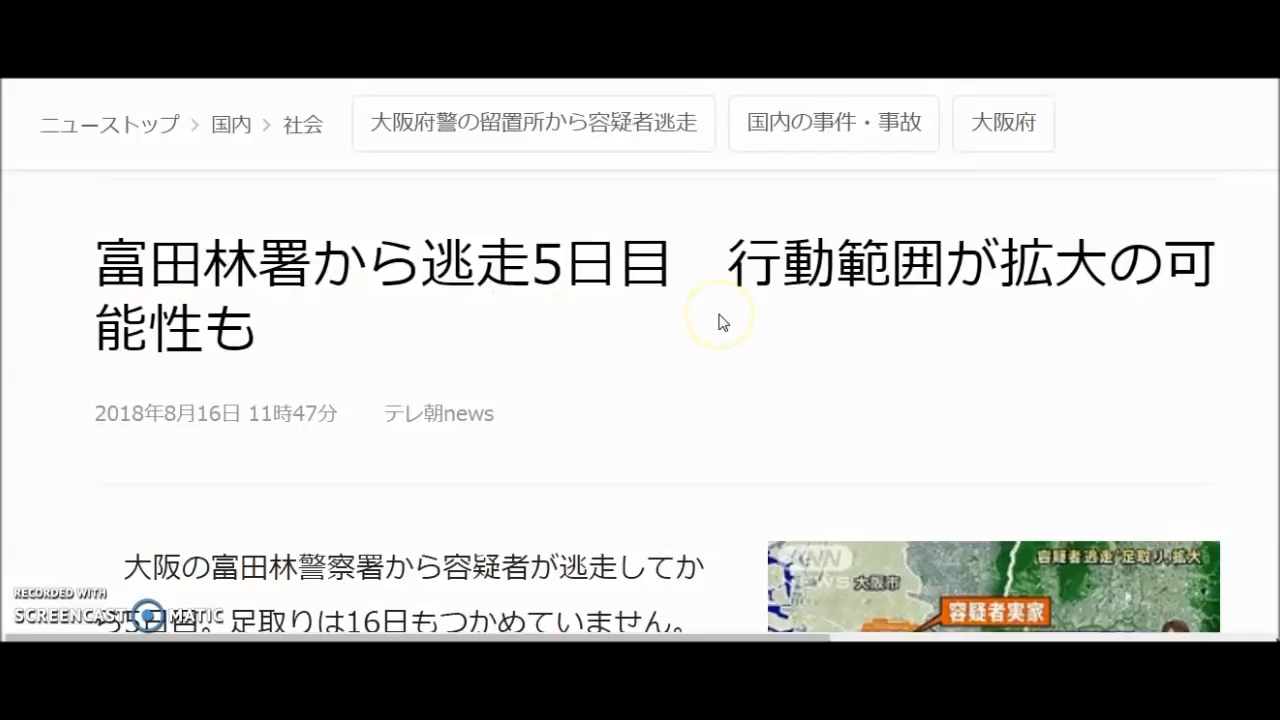 ニューストップ > 国内 > 社会 大阪府警の留置所から容疑者逃走 国内の事件・事故 大阪府
富田林署から逃走5日目　行動範囲が拡大の可
能性も
2018年8月16日 11時47分 テレ朝news
大阪の富田林警察署から容疑者が逃走してか
ら5日目。足取りは16日もつかめていません。
容疑者逃走"足取り"拡大
大阪市
容疑者実家
RECORDED WITH
SCREENCAST MATIC